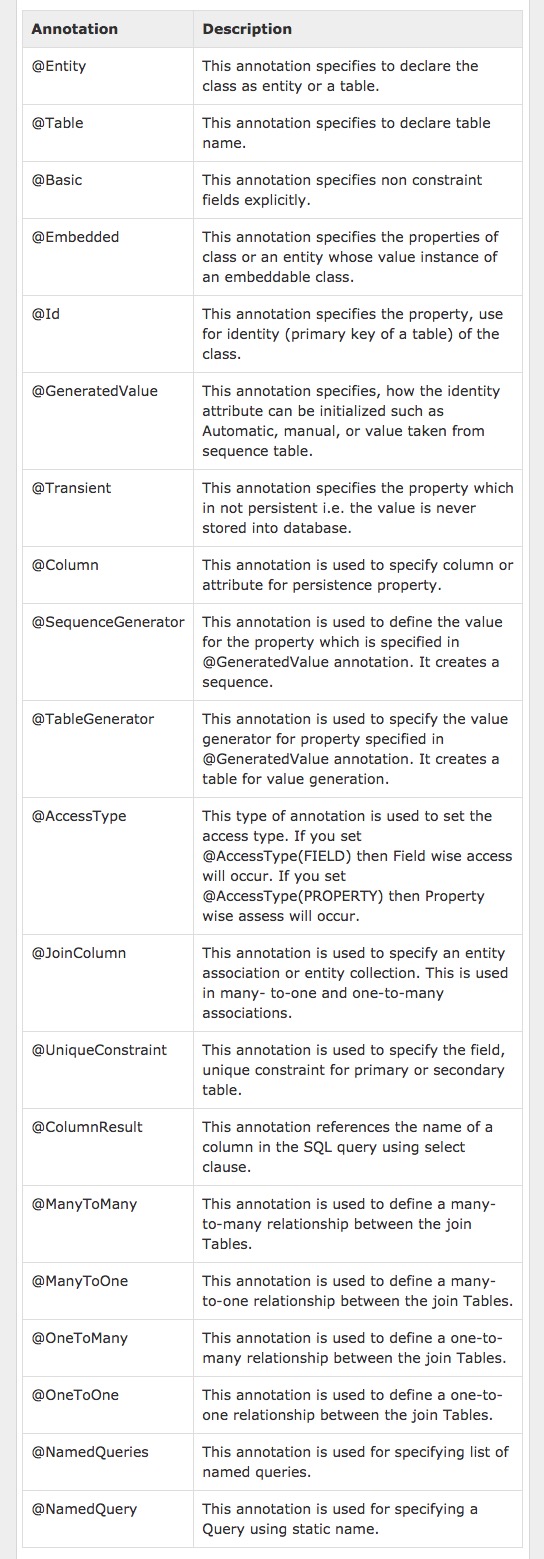 Annotation Description
@Entity This annotation specifies to declare the
class as entity or a table.
@Table This annotation specifies to declare table
name.
@Basic This annotation specifies non constraint
fields explicitly.
@Embedded This annotation specifies the properties of
class or an entity whose value instance of
an embeddable class.
@Id This annotation specifies the property, use
for identity (primary key of a table) of the
class.
@GeneratedValue This annotation specifies, how the identity
attribute can be initialized such as
Automatic, manual, or value taken from
sequence table.
@Transient This annotation specifies the property which
in not persistent i.e. the value is never
stored into database.
@Column This annotation is used to specify column or
attribute for persistence property.
@SequenceGenerator This annotation is used to define the value
for the property which is specified in
@GeneratedValue annotation. It creates a
sequence.
@TableGenerator This annotation is used to specify the value
generator for property specified in
@GeneratedValue annotation. It creates a
table for value generation.
@AccessType This type of annotation is used to set the
access type. If you set
@AccessType(FIELD) then Field wise access
will occur. If you set
@AccessType(PROPERTY) then Property
wise assess will occur.
@JoinColumn This annotation is used to specify an entity
association or entity collection. This is used
in many- to-one and one-to-many
associations.
@UniqueConstraint This annotation is used to specify the field,
unique constraint for primary or secondary
table.
@ColumnResult This annotation references the name of a
column in the SQL query using select
clause.
@ManyToMany This annotation is used to define a many-
to-many relationship between the join
Tables.
@ManyToOne This annotation is used to define a many-
to-one relationship between the join Tables.
@OneToMany This annotation is used to define a one-to-
many relationship between the join Tables.
@OneToOne This annotation is used to define a one-to-
one relationship between the join Tables.
@NamedQueries This annotation is used for specifying list of
named queries.
@NamedQuery This annotation is used for specifying a
Query using static name.